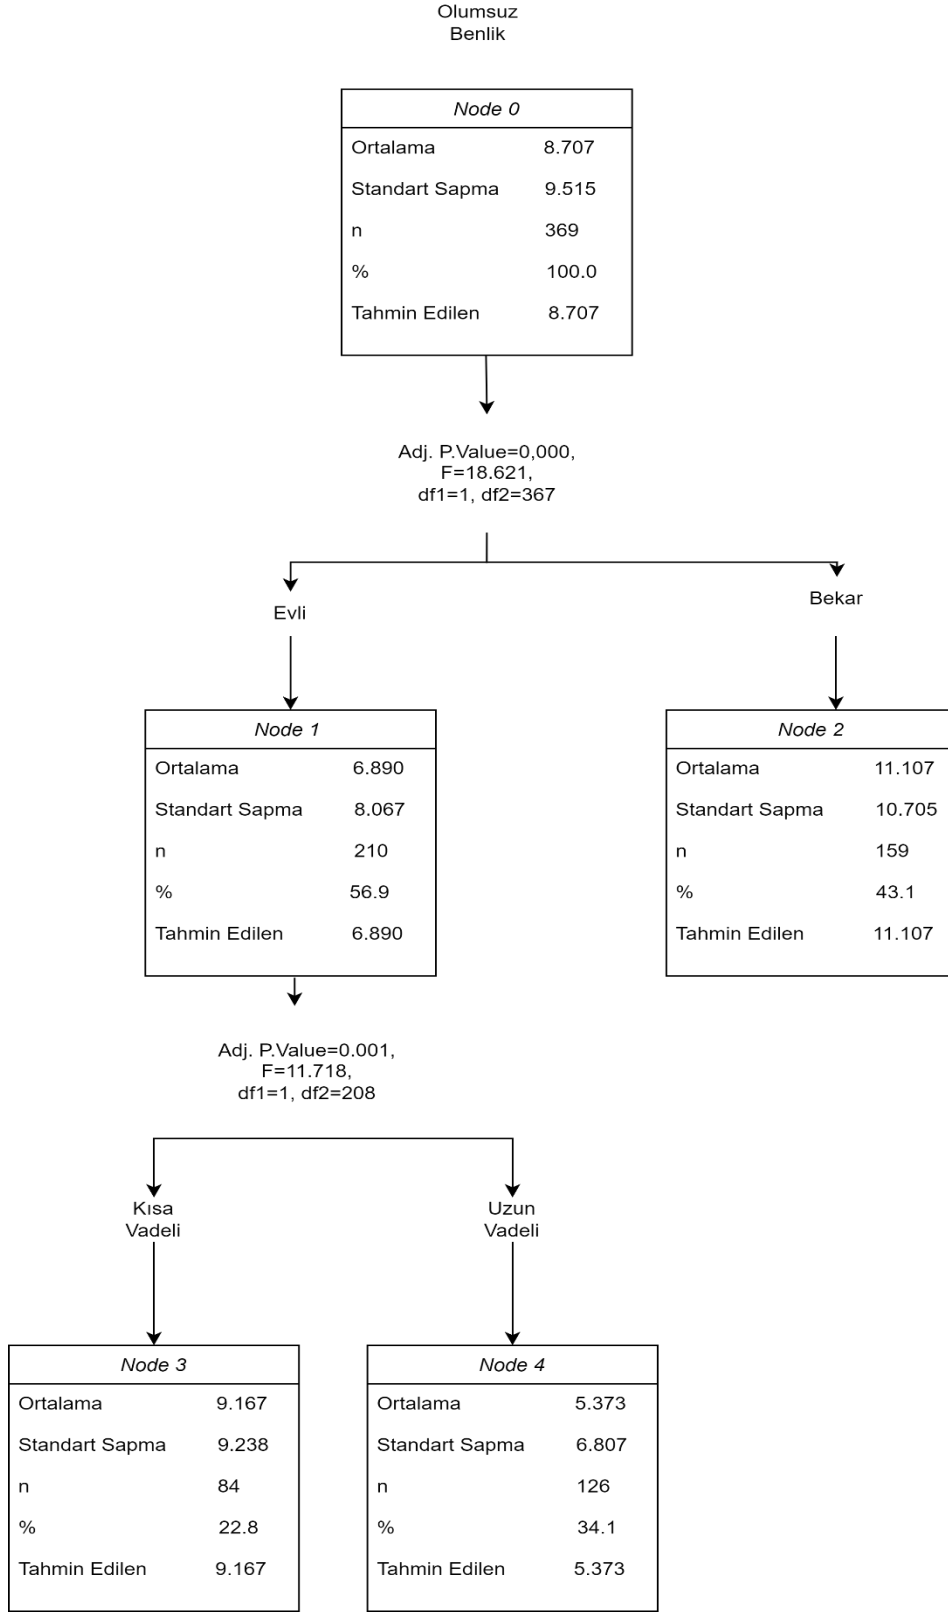 Olumsuz
Benlik
Node 0
Ortalama 8.707
Standart Sapma 9.515
n 369
% 100.0
Tahmin Edilen 8.707
Adj. P.Value=0,000,
F=18.621,
df1=1, df2=367
Evli
Bekar
Node 1
Ortalama 6.890
Standart Sapma 8.067
n 210
% 56.9
Tahmin Edilen 6.890
Node 2
Ortalama 11.107
Standart Sapma 10.705
n 159
% 43.1
Tahmin Edilen 11.107
Adj. P.Value=0.001,
F=11.718,
df1=1, df2=208
Kısa
Vadeli
Uzun
Vadeli
Node 3
Ortalama 9.167
Standart Sapma 9.238
n 84
% 22.8
Tahmin Edilen 9.167
Node 4
Ortalama 5.373
Standart Sapma 6.807
n 126
% 34.1
Tahmin Edilen 5.373